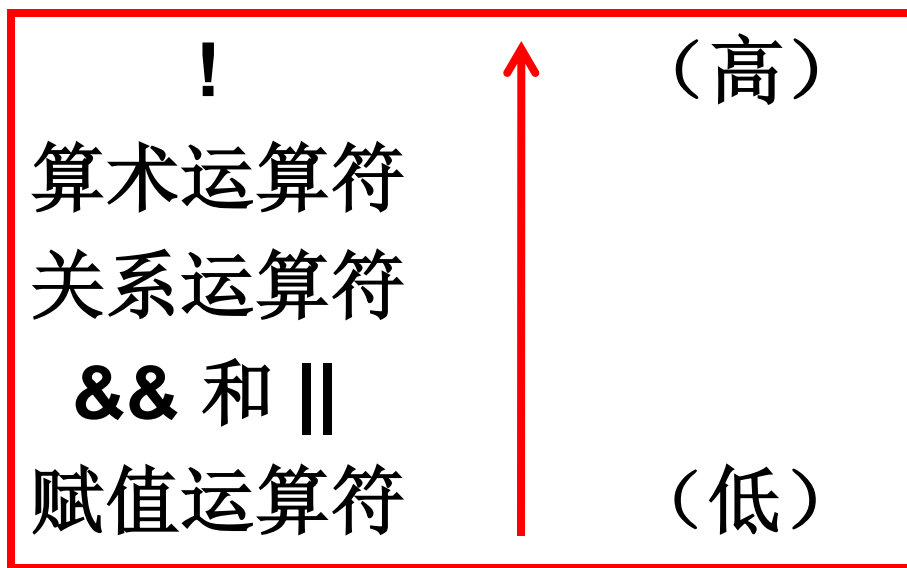 ! （高）
算术运算符
关系运算符
&& 和 ||
赋值运算符 （低）